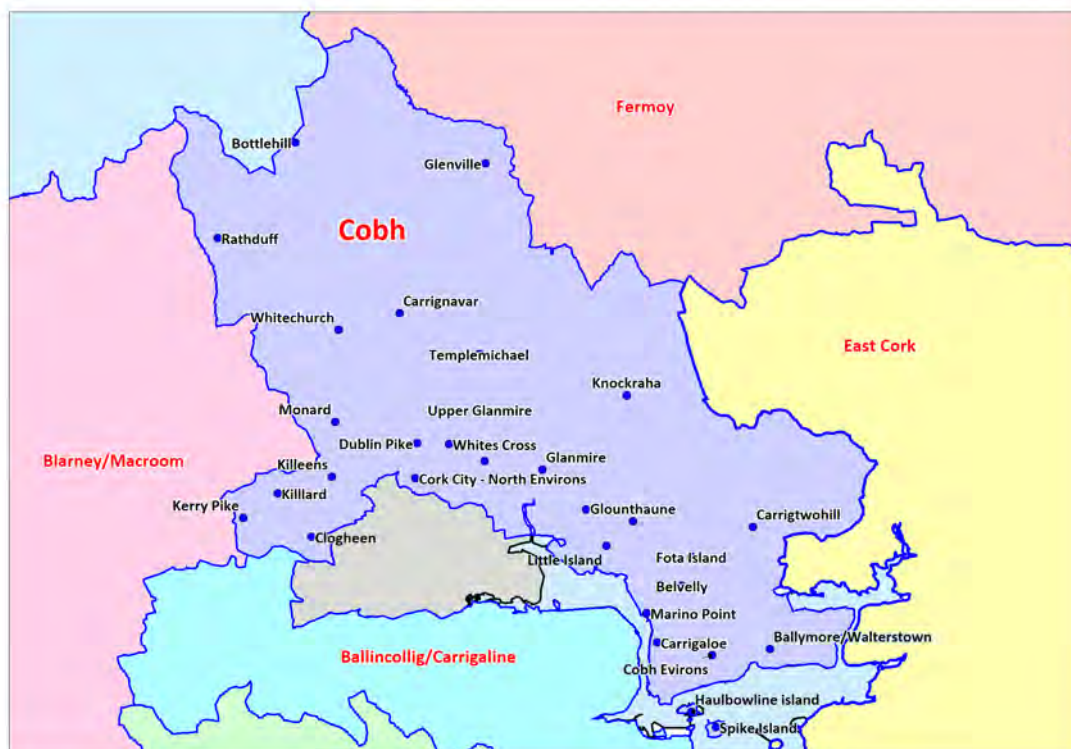 Fermoy
Bottlehill
Glenville
Cobh
Rathduff
Carrignavar
Whitechurch
East Cork
Templemichael
Knockraha
Monard
Upper Glanmire
Dublin Pike
Whites Cross
Blarney/Macroom
Glanmire
Killeens
Cork City - North Environs
Killlard
Kerry Pike
Glounthaune
Carrigtwohill
Clogheen
Little Island
Fota Island
Belvelly
Marino Point
Ballymore/Walterstown
Carrigaloe
Ballincollig/Carrigaline
Cobh Evirons
Haulbowline island
Spike Island